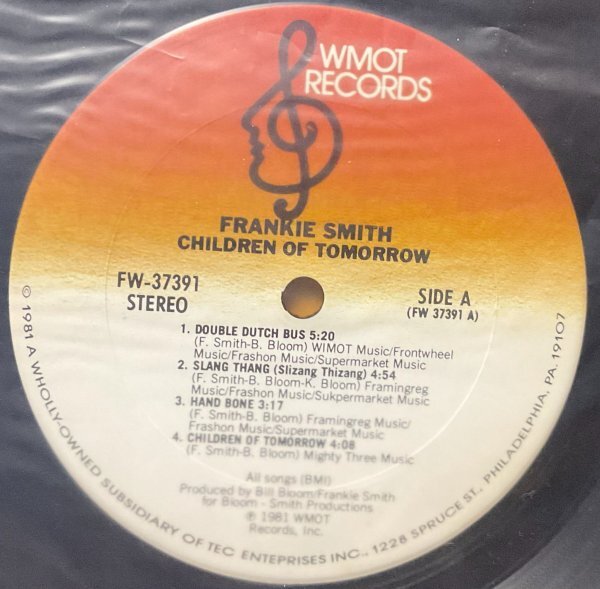 WMOT
RECORDS
FRANKIE SMITH
CHILDREN OF TOMORROW
FW-37391
STEREO
SIDE A
(FW 37391 A)
1. DOUBLE DUTCH BUS 5:20
(F. Smith-B. Bloom) WIMOT Music/Frontwheel
Music/Frashon Music/Supermarket Music
2. SLANG THANG (Slizang Thizang) 4:54
(F. Smith-B. Bloom-K. Bloom) Framingreg
Music/Frashon Music/Sukpermarket Music
3. HAND BONE 3:17
(F. Smith-B. Bloom) Framingreg Music/
Frashon Music/Supermarket Music
4. CHILDREN OF TOMORROW 4:08
(F. Smith-B. Bloom) Mighty Three Music
All songs (BMI)
Produced by Bill Bloom/Frankie Smith
for Bloom - Smith Productions
℗ 1981 WMOT
Records, Inc.
© 1981 A WHOLLY-OWNED SUBSIDIARY OF TEC ENTEPRISES INC., 1228 SPRUCE ST., PHILADELPHIA, PA. 19107